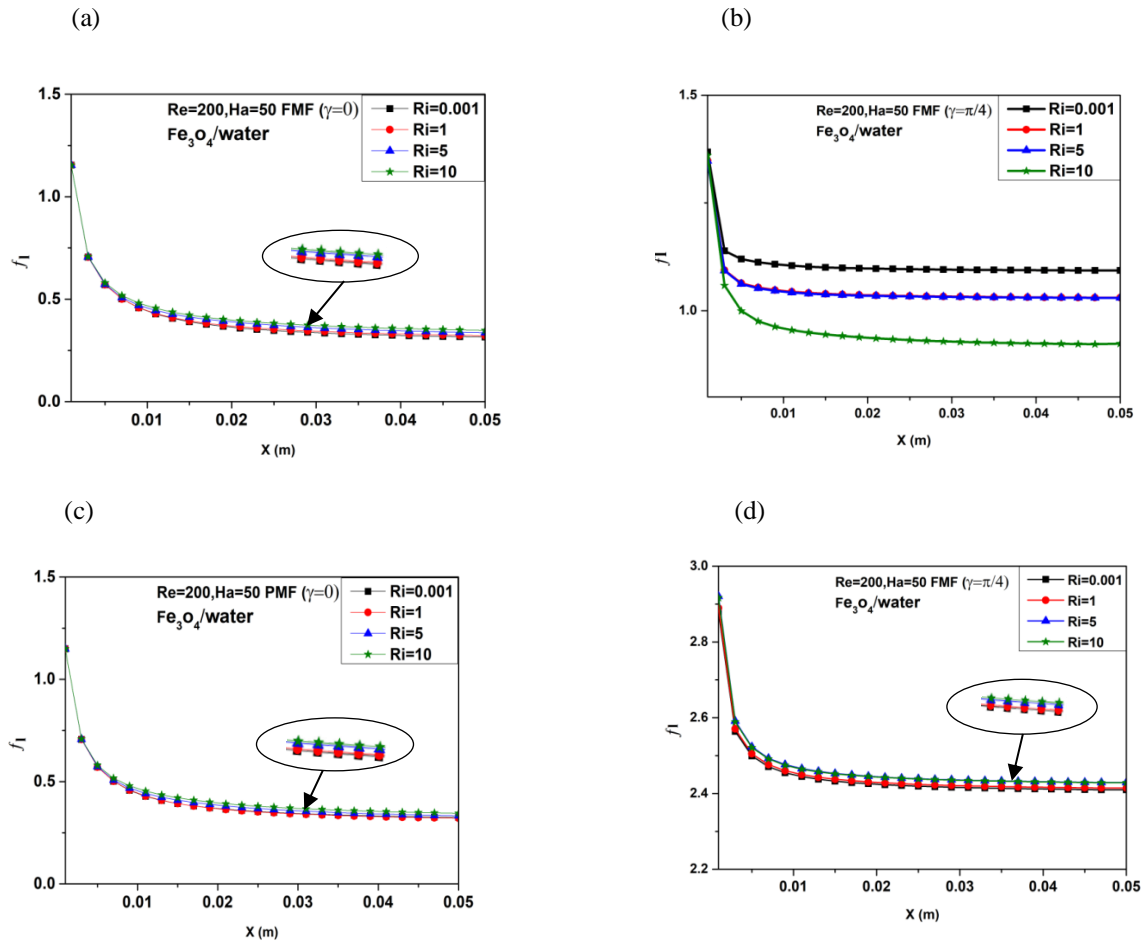 (a)
(b)
Re=200,Ha=50 FMF (γ=0)
Fe₃O₄/water
Ri=0.001
Ri=1
Ri=5
Ri=10
1.5
1.0
0.5
0.0
f₁
0.01
0.02
0.03
0.04
0.05
X (m)
Re=200,Ha=50 FMF (γ=π/4)
Fe₃O₄/water
Ri=0.001
Ri=1
Ri=5
Ri=10
1.5
1.0
f₁
0.01
0.02
0.03
0.04
0.05
X (m)
(c)
(d)
Re=200,Ha=50 PMF (γ=0)
Fe₃O₄/water
Ri=0.001
Ri=1
Ri=5
Ri=10
1.5
1.0
0.5
0.0
f₁
0.01
0.02
0.03
0.04
0.05
X (m)
Re=200,Ha=50 FMF (γ=π/4)
Fe₃O₄/water
Ri=0.001
Ri=1
Ri=5
Ri=10
3.0
2.8
2.6
2.4
2.2
f₁
0.01
0.02
0.03
0.04
0.05
X (m)